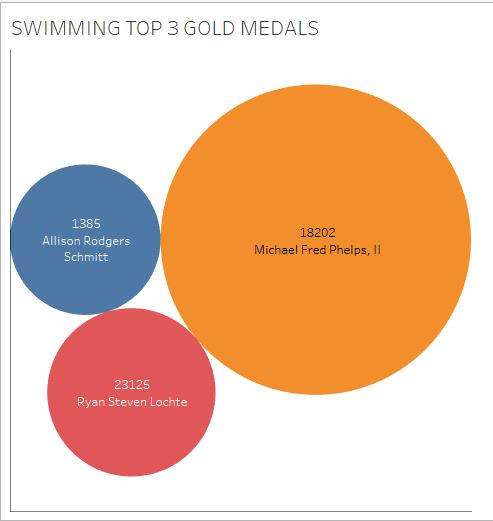 SWIMMING TOP 3 GOLD MEDALS
1385
Allison Rodgers
Schmitt
18202
Michael Fred Phelps, II
23125
Ryan Steven Lochte